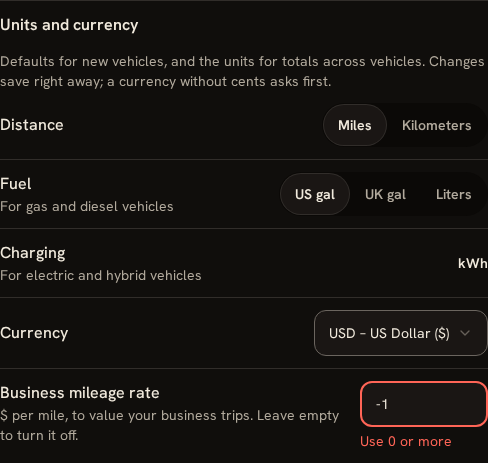 Units and currency
Defaults for new vehicles, and the units for totals across vehicles. Changes
save right away; a currency without cents asks first.
Distance
Miles
Kilometers
Fuel
For gas and diesel vehicles
US gal
UK gal
Liters
Charging
For electric and hybrid vehicles
kWh
Currency
USD – US Dollar ($)
Business mileage rate
$ per mile, to value your business trips. Leave empty
to turn it off.
-1
Use 0 or more